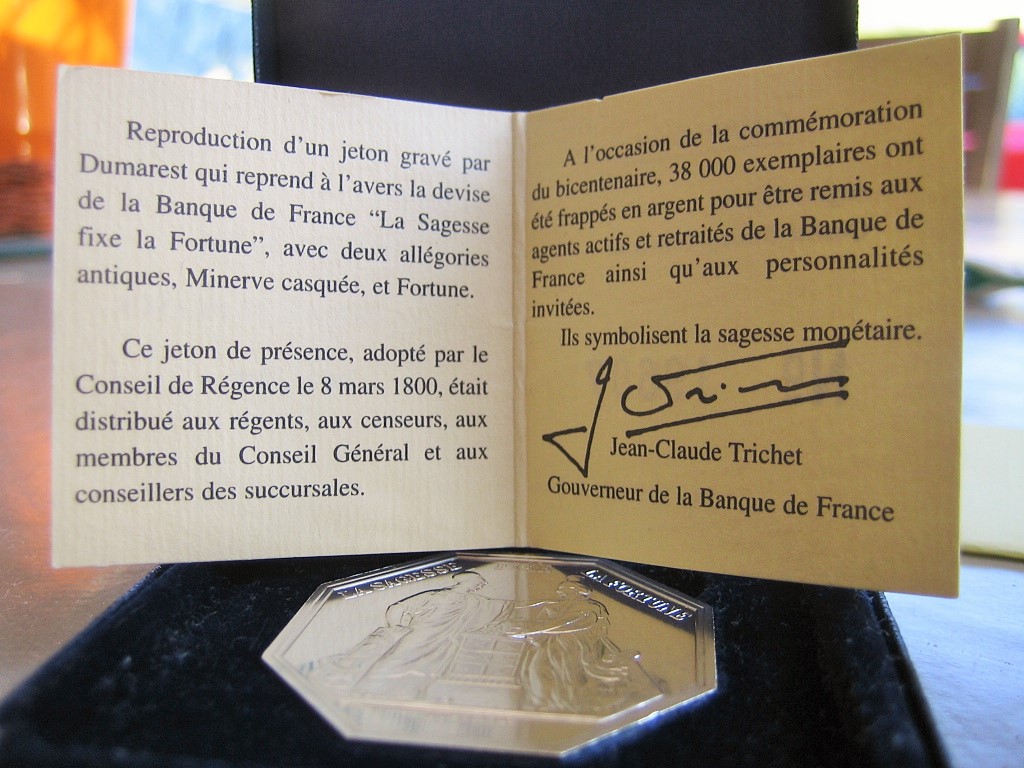 Reproduction d'un jeton gravé par
Dumarest qui reprend à l'avers la devise
de la Banque de France “La Sagesse
fixe la Fortune”, avec deux allégories
antiques, Minerve casquée, et Fortune.
Ce jeton de présence, adopté par le
Conseil de Régence le 8 mars 1800, était
distribué aux régents, aux censeurs, aux
membres du Conseil Général et aux
conseillers des succursales.
A l'occasion de la commémoration
du bicentenaire, 38 000 exemplaires ont
été frappés en argent pour être remis aux
agents actifs et retraités de la Banque de
France ainsi qu'aux personnalités
invitées.
Ils symbolisent la sagesse monétaire.
Jean-Claude Trichet
Gouverneur de la Banque de France
LA SAGESSE
LA FORTUNE